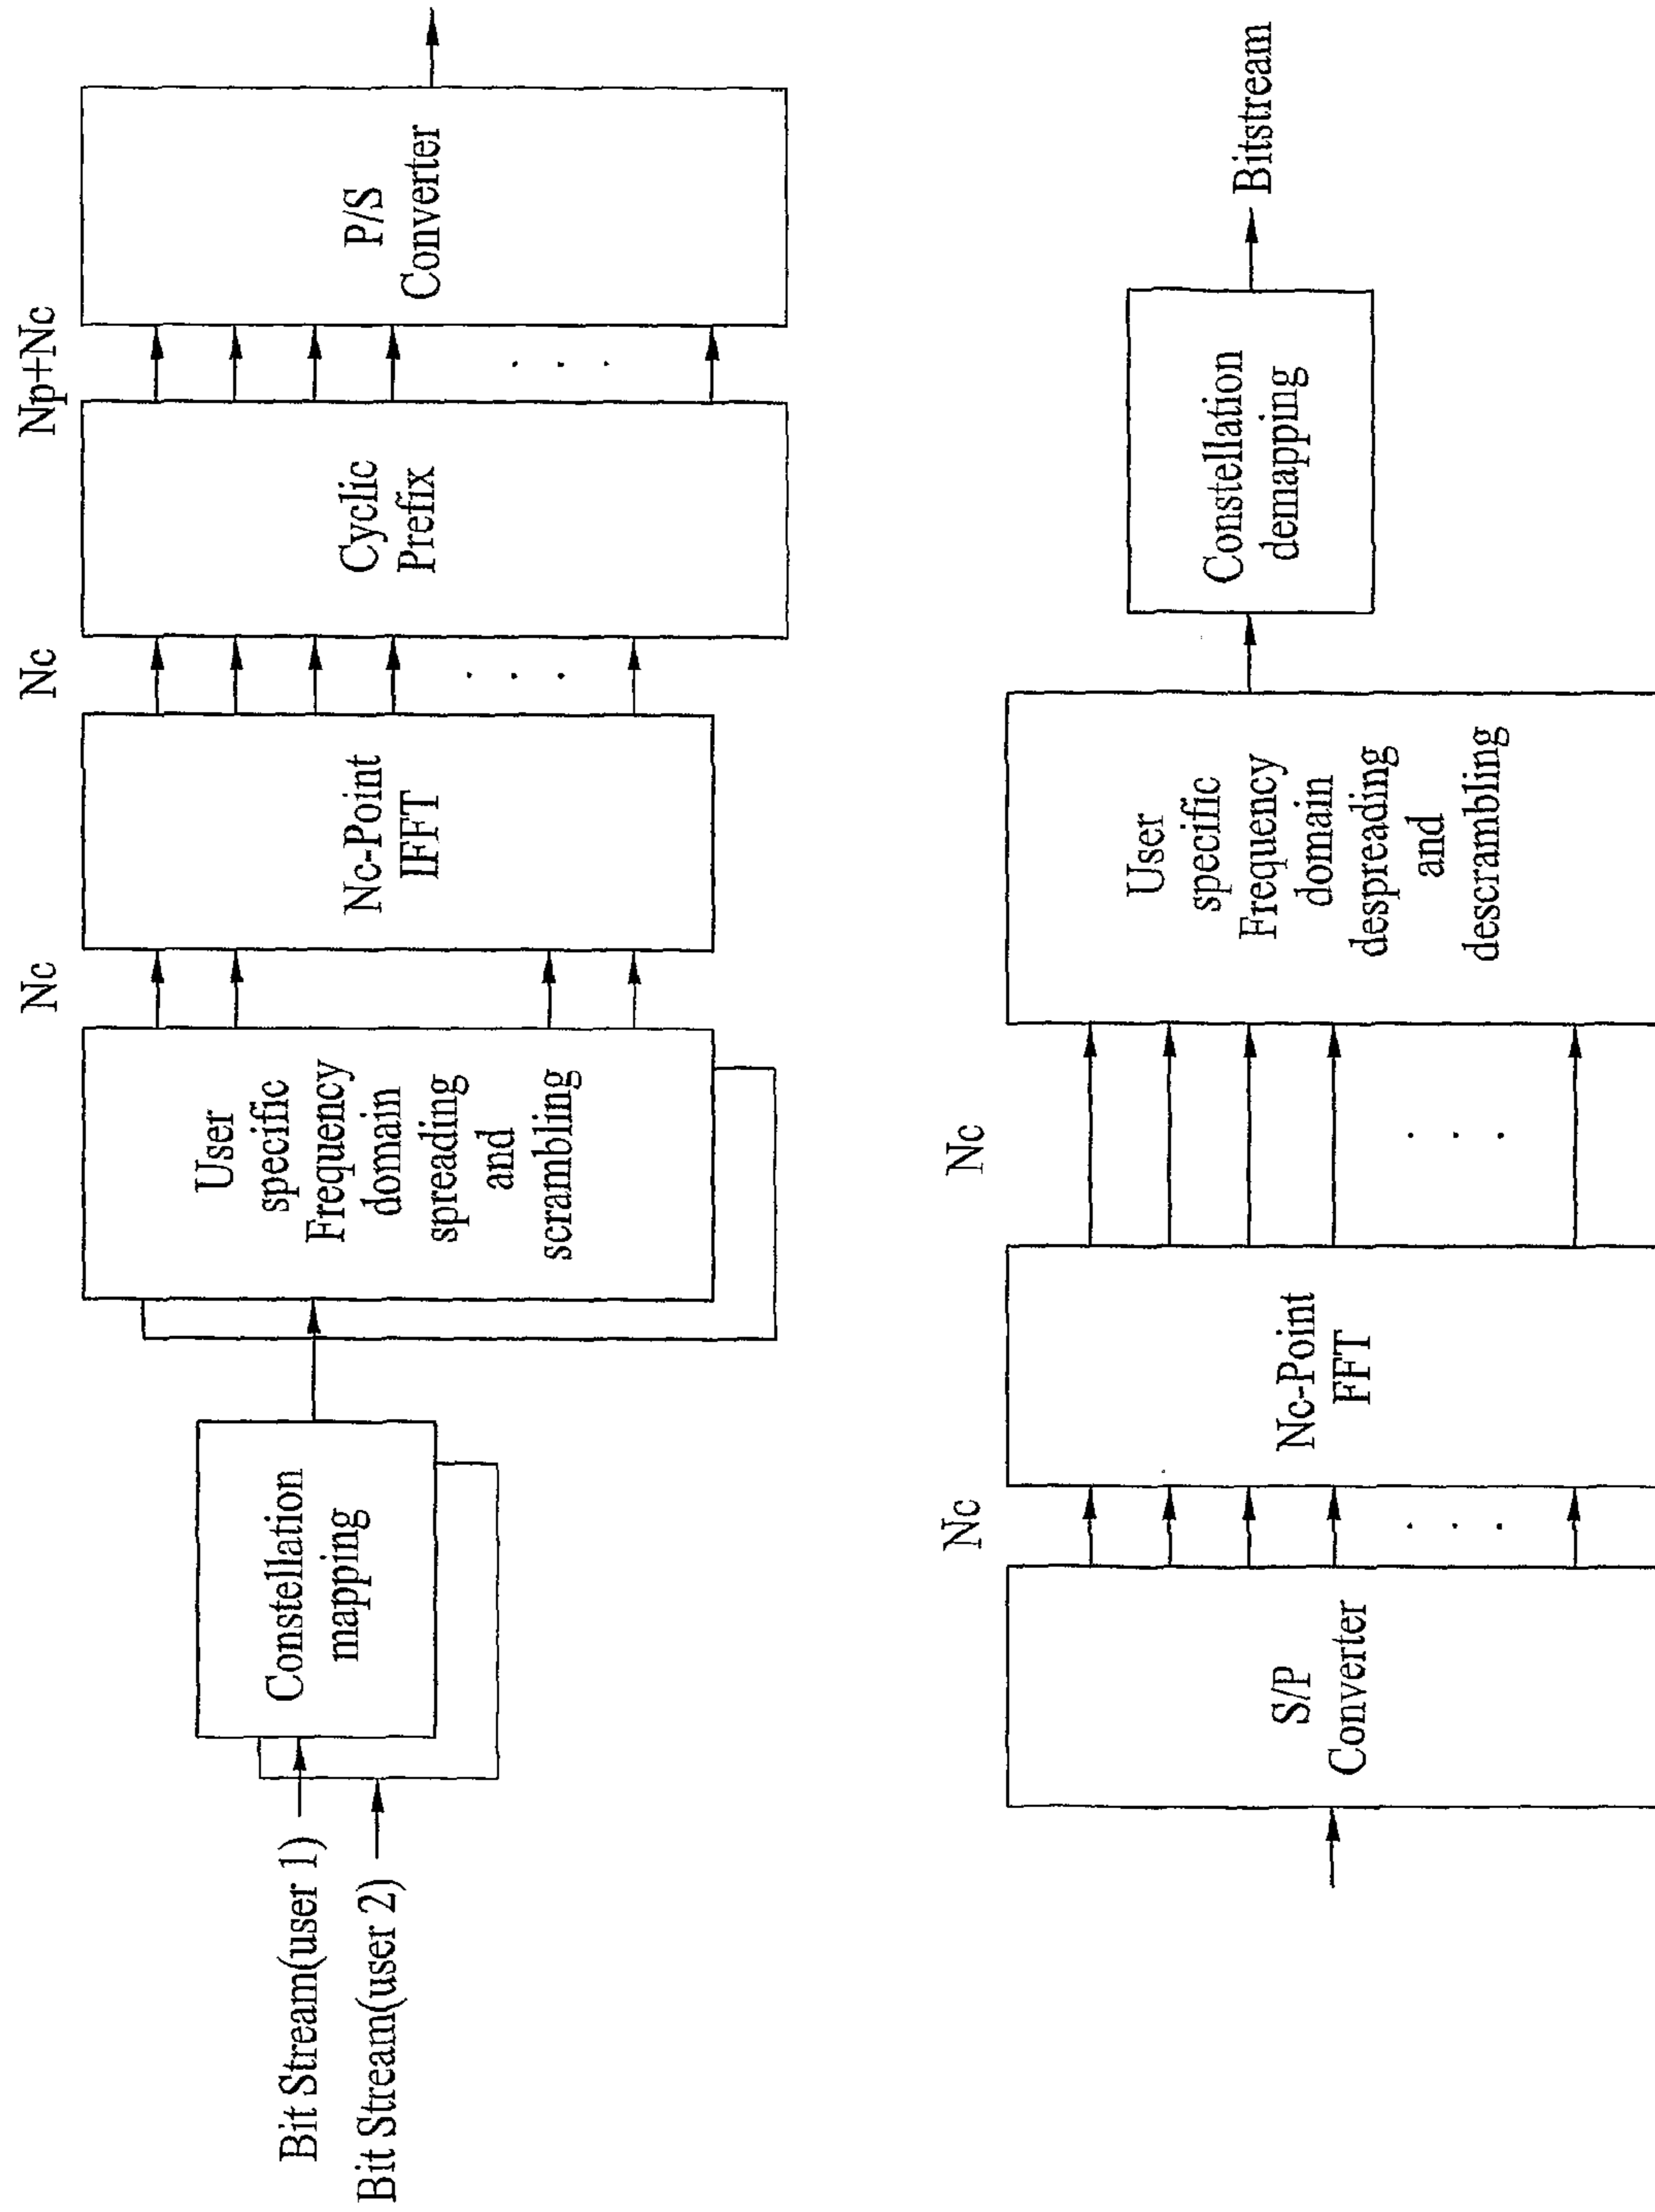 Bit Stream(user 1)
Bit Stream(user 2)
Constellation
mapping
User
specific
Frequency
domain
spreading
and
scrambling
Nc
Nc-Point
IFFT
Nc
Cyclic
Prefix
Np+Nc
P/S
Converter
S/P
Converter
Nc
Nc-Point
FFT
Nc
User
specific
Frequency
domain
despreading
and
descrambling
Constellation
demapping
Bitstream